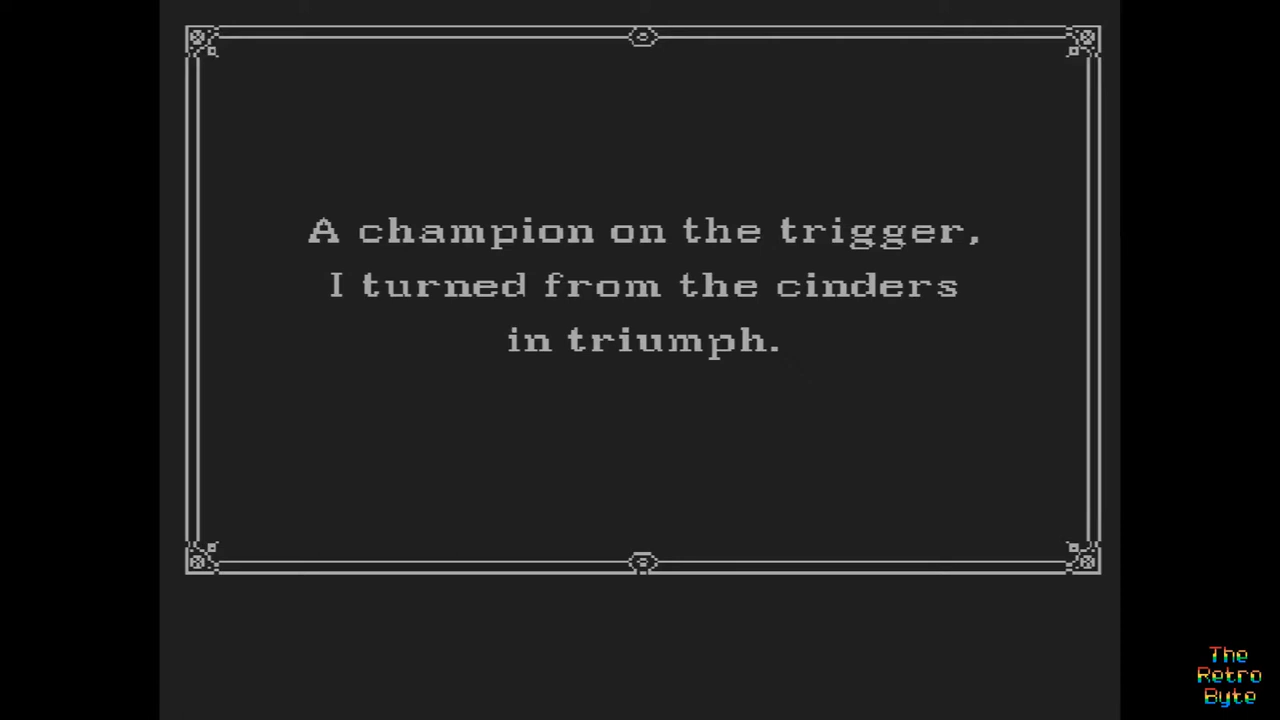 A champion on the trigger,
I turned from the cinders
in triumph.
The
Retro
Byte